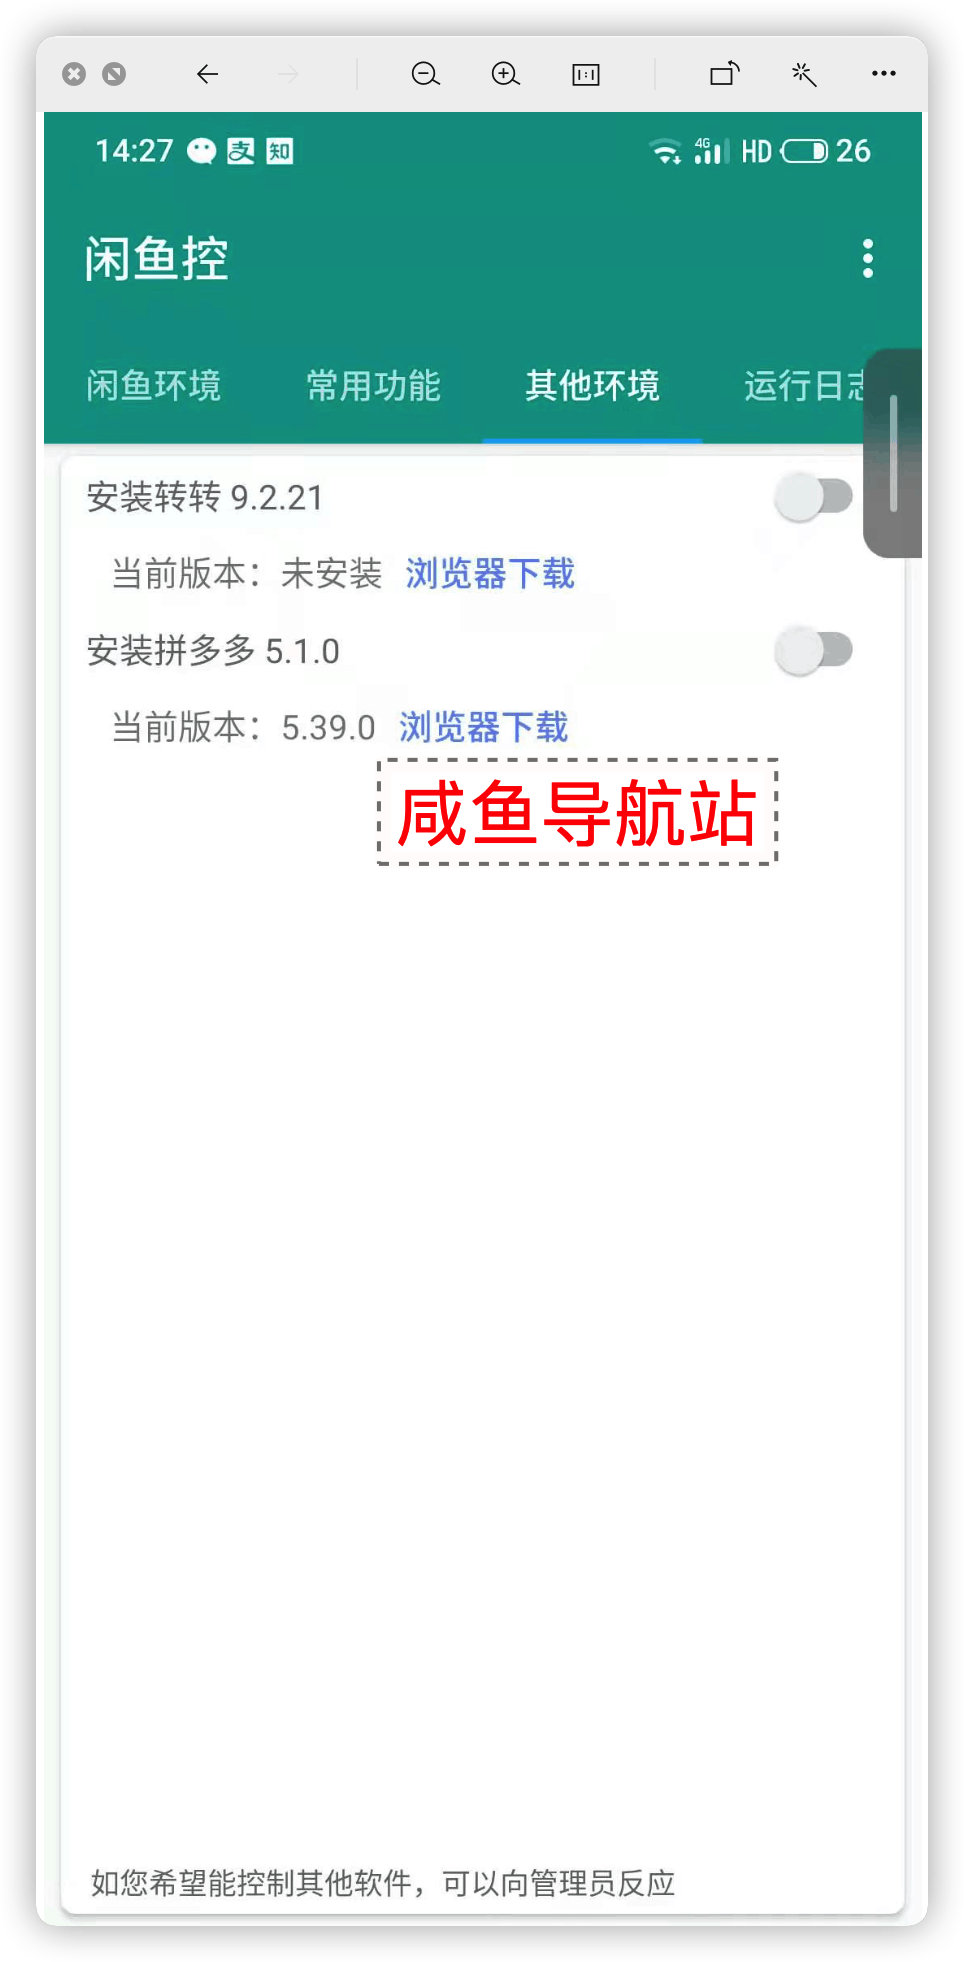 14:27 支 知 4G HD 26
闲鱼控
闲鱼环境 常用功能 其他环境 运行日志
安装转转 9.2.21
当前版本：未安装 浏览器下载
安装拼多多 5.1.0
当前版本：5.39.0 浏览器下载
咸鱼导航站
如您希望能控制其他软件，可以向管理员反应